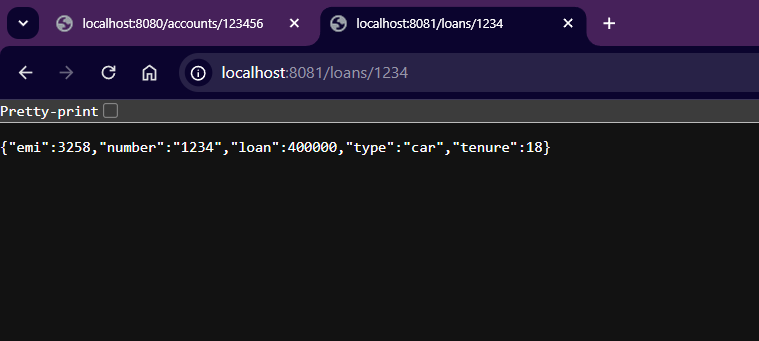 localhost:8080/accounts/123456
localhost:8081/loans/1234
localhost:8081/loans/1234
Pretty-print
{"emi":3258,"number":"1234","loan":400000,"type":"car","tenure":18}